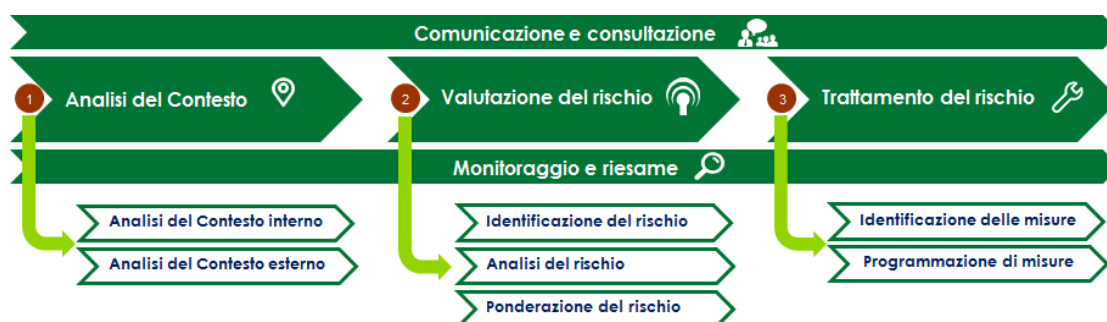 Comunicazione e consultazione
1 Analisi del Contesto
2 Valutazione del rischio
3 Trattamento del rischio
Monitoraggio e riesame
Analisi del Contesto interno
Analisi del Contesto esterno
Identificazione del rischio
Analisi del rischio
Ponderazione del rischio
Identificazione delle misure
Programmazione di misure